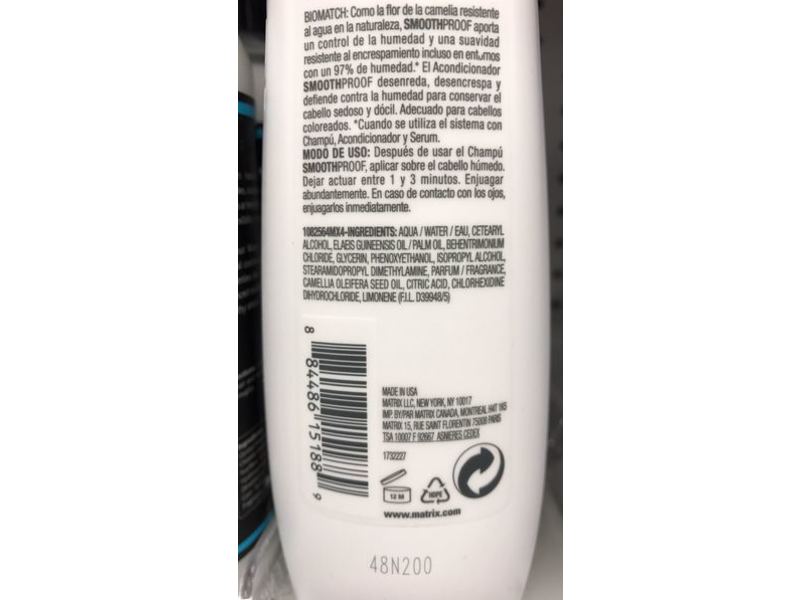 BIOMATCH: Como la flor de la camelia resistente
al agua en la naturaleza, SMOOTHPROOF aporta
un control de la humedad y una suavidad
resistente al encrespamiento incluso en entornos
con un 97% de humedad.* El Acondicionador
SMOOTHPROOF desenreda, desencrespa y
defiende contra la humedad para conservar el
cabello sedoso y dócil. Adecuado para cabellos
coloreados. *Cuando se utiliza el sistema con
Champú, Acondicionador y Serum.
MODO DE USO: Después de usar el Champú
SMOOTHPROOF, aplicar sobre el cabello húmedo.
Dejar actuar entre 1 y 3 minutos. Enjuagar
abundantemente. En caso de contacto con los ojos,
enjuagarlos inmediatamente.
1082564MX4-INGREDIENTS: AQUA / WATER / EAU, CETEARYL
ALCOHOL, ELAEIS GUINEENSIS OIL / PALM OIL, BEHENTRIMONIUM
CHLORIDE, GLYCERIN, PHENOXYETHANOL, ISOPROPYL ALCOHOL,
STEARAMIDOPROPYL DIMETHYLAMINE, PARFUM / FRAGRANCE,
CAMELLIA OLEIFERA SEED OIL, CITRIC ACID, CHLORHEXIDINE
DIHYDROCHLORIDE, LIMONENE (F.I.L. D39948/5)
8 84486 15188 9
MADE IN USA
MATRIX LLC, NEW YORK, NY 10017
IMP. BY/PAR MATRIX CANADA, MONTREAL H4T 1K5
MATRIX 15, RUE SAINT FLORENTIN 75008 PARIS
TSA 10007 F 92667 ASNIERES CEDEX
1732227
12 M
HDPE
www.matrix.com
48N200